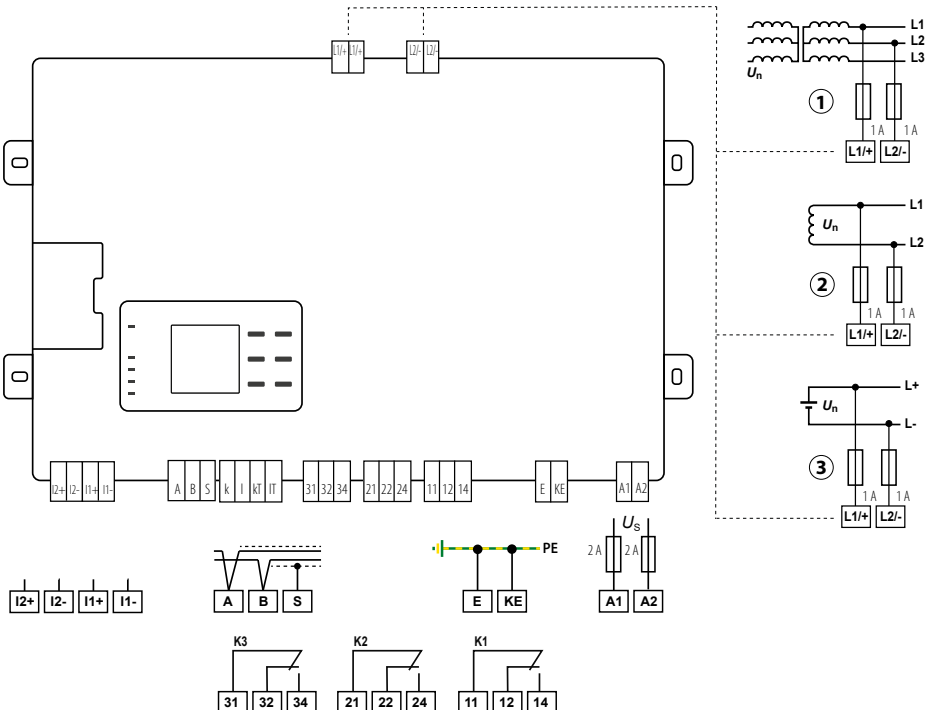 L1/+ L1/+ L2/- L2/-
L1
L2
L3
Un
1
1 A 1 A
L1/+ L2/-
L1
Un
L2
2
1 A 1 A
L1/+ L2/-
L+
Un
L-
3
1 A 1 A
L1/+ L2/-
I2+ I2- I1+ I1- A B S k l kT lT 31 32 34 21 22 24 11 12 14 E KE A1 A2
US
PE
2 A 2 A
I2+ I2- I1+ I1- A B S E KE A1 A2
K3 K2 K1
31 32 34 21 22 24 11 12 14